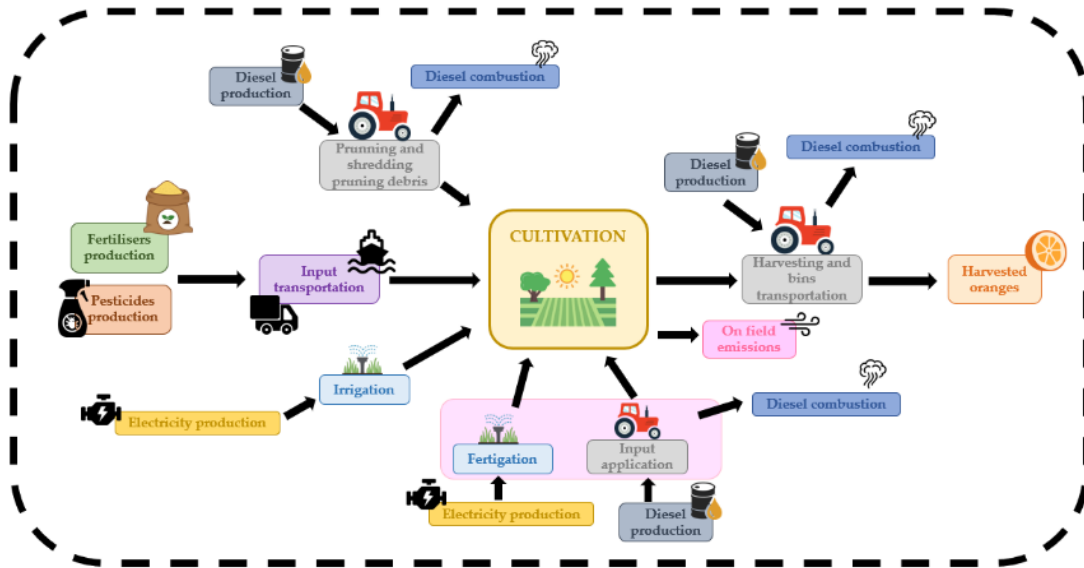 Diesel
production
Diesel combustion
Prunning and
shredding
pruning debris
Diesel combustion
Diesel
production
Fertilisers
production
Pesticides
production
Input
transportation
CULTIVATION
Harvesting and
bins
transportation
Harvested
oranges
On field
emissions
Irrigation
Electricity production
Diesel combustion
Fertigation
Input
application
Electricity production
Diesel
production